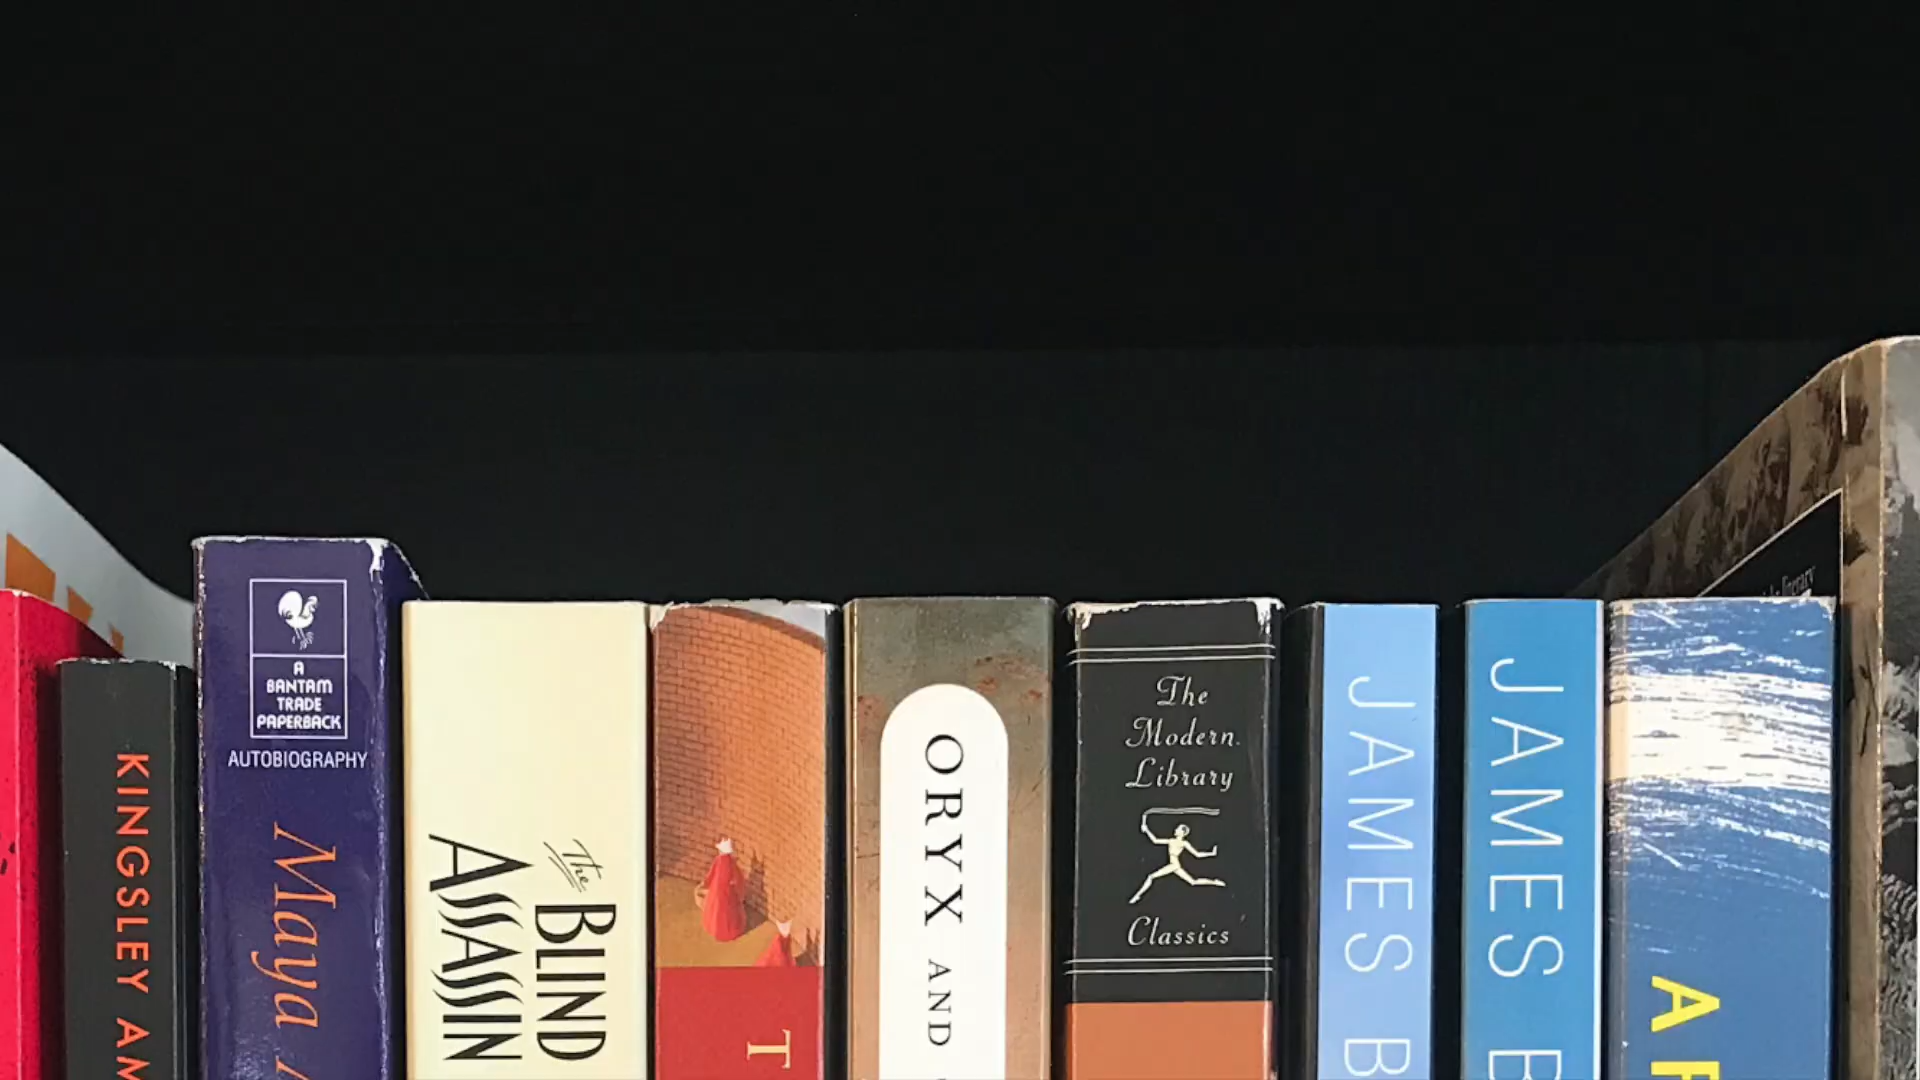 KINGSLEY AM
A
BANTAM
TRADE
PAPERBACK
AUTOBIOGRAPHY
Maya
The
BLIND
ASSASSIN
T
ORYX AND
The
Modern
Library
Classics
JAMES B
JAMES B
A